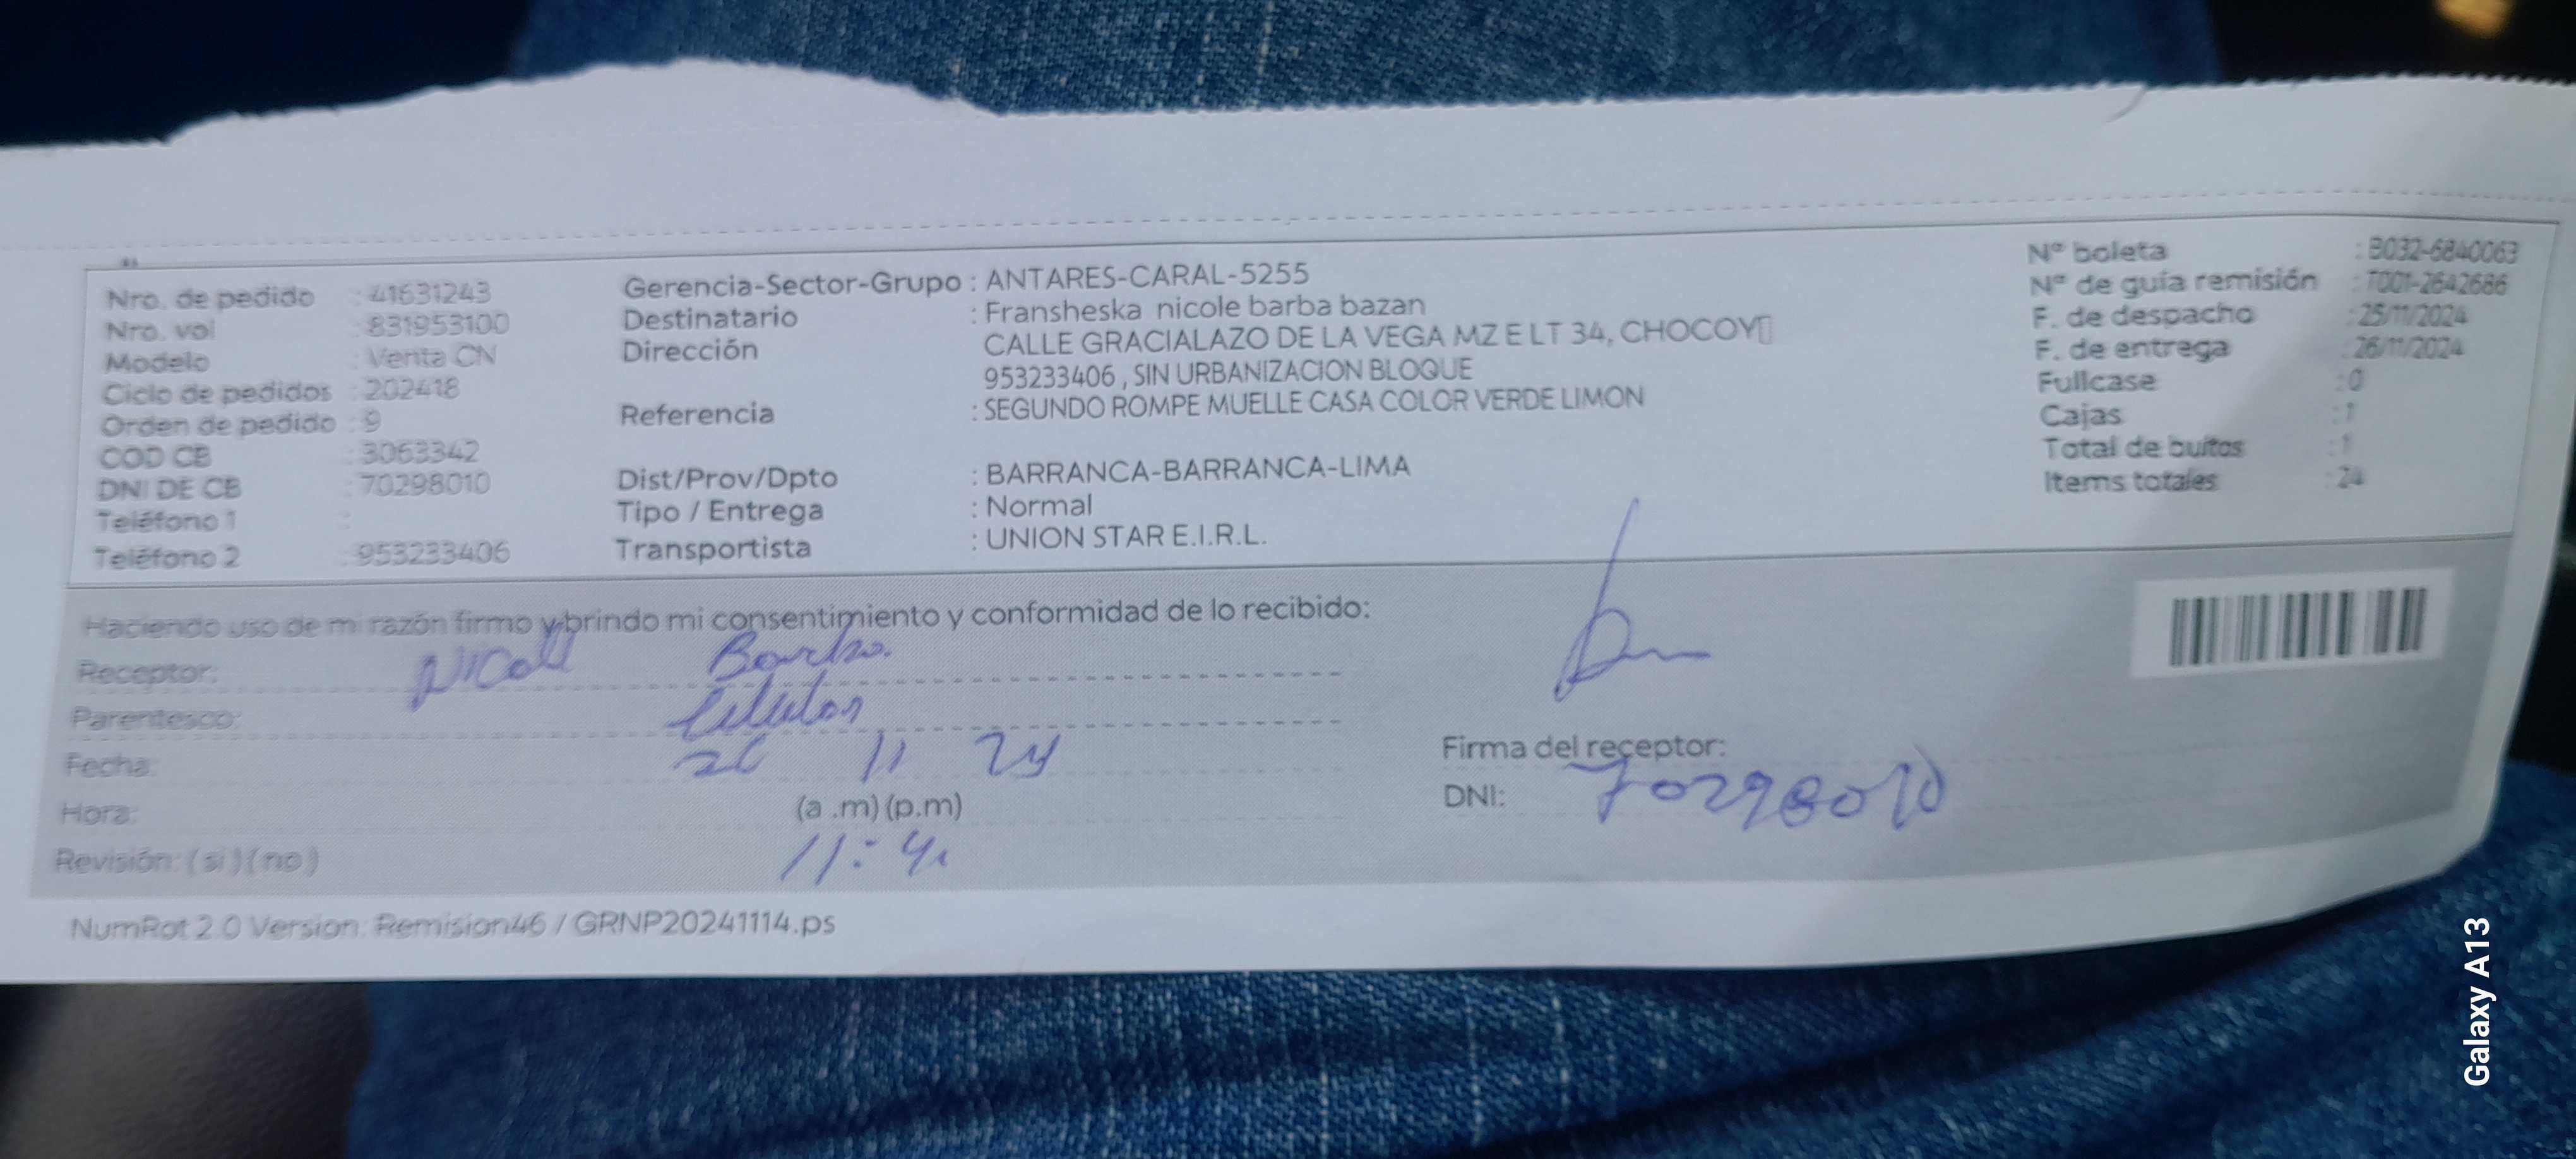 Nro. de pedido : 41631243
Nro. vol : 831953100
Modelo : Venta CN
Ciclo de pedidos : 202418
Orden de pedido : 9
COD CB : 3063342
DNI DE CB : 70298010
Teléfono 1 :
Teléfono 2 : 953233406
Gerencia-Sector-Grupo : ANTARES-CARAL-5255
Destinatario : Fransheska nicole barba bazan
Dirección CALLE GRACIALAZO DE LA VEGA MZ E LT 34, CHOCOY▯
953233406 , SIN URBANIZACION BLOQUE
Referencia : SEGUNDO ROMPE MUELLE CASA COLOR VERDE LIMON
Dist/Prov/Dpto : BARRANCA-BARRANCA-LIMA
Tipo / Entrega : Normal
Transportista : UNION STAR E.I.R.L.
Nº boleta : B032-6840063
Nº de guía remisión : T001-2642686
F. de despacho : 25/11/2024
F. de entrega : 26/11/2024
Fullcase : 0
Cajas : 1
Total de bultos : 1
Items totales : 24
Haciendo uso de mi razón firmo y brindo mi consentimiento y conformidad de lo recibido:
Receptor: Nicoll Barba.
Parentesco:
Fecha: 26 11 24
Hora: (a .m) (p.m)
11:41
Revisión: ( si ) ( no )
Firma del receptor:
DNI: 70298010
NumRot 2.0 Version: Remision46 / GRNP20241114.ps
Galaxy A13